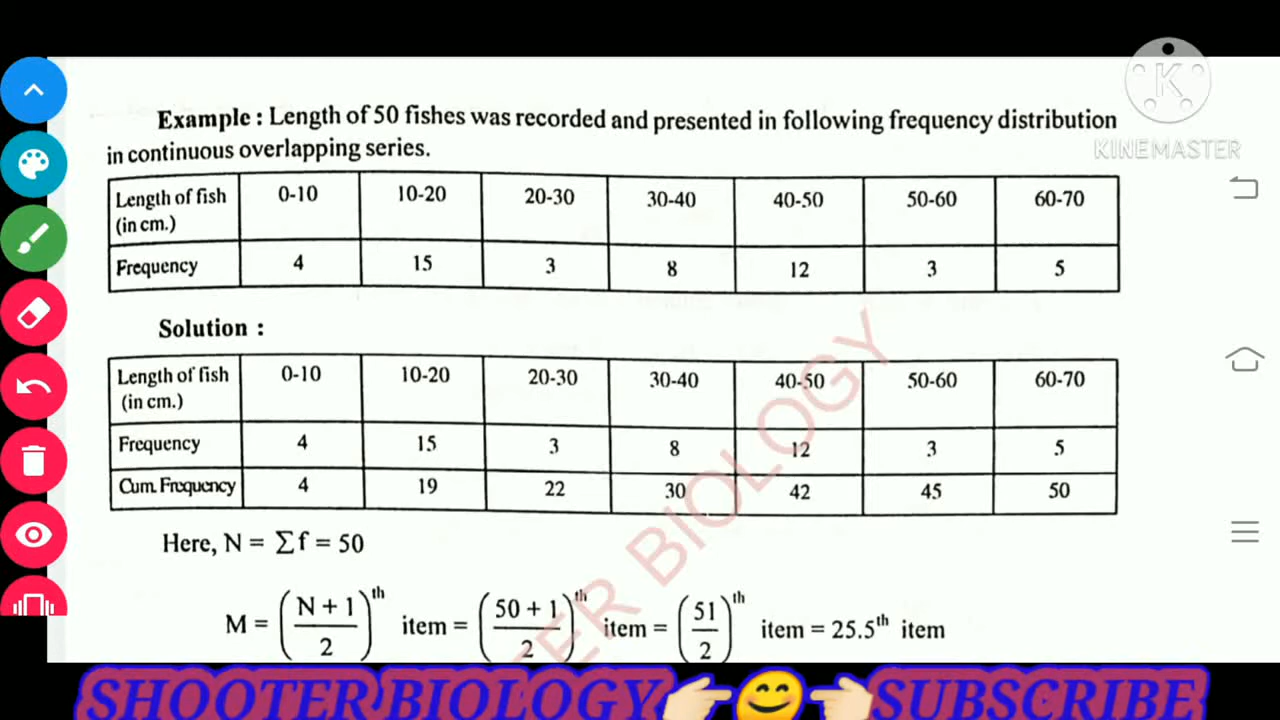 K
KINEMASTER
Example : Length of 50 fishes was recorded and presented in following frequency distribution
in continuous overlapping series.
Length of fish (in cm.) 0-10 10-20 20-30 30-40 40-50 50-60 60-70
Frequency 4 15 3 8 12 3 5
Solution :
Length of fish (in cm.) 0-10 10-20 20-30 30-40 40-50 50-60 60-70
Frequency 4 15 3 8 12 3 5
Cum. Frequency 4 19 22 30 42 45 50
Here, N = ∑f = 50
M = ((N + 1)/2)th item = ((50 + 1)/2)th item = (51/2)th item = 25.5th item
TER BIOLOGY
SHOOTER BIOLOGY👉🏻😊👈🏻SUBSCRIBE